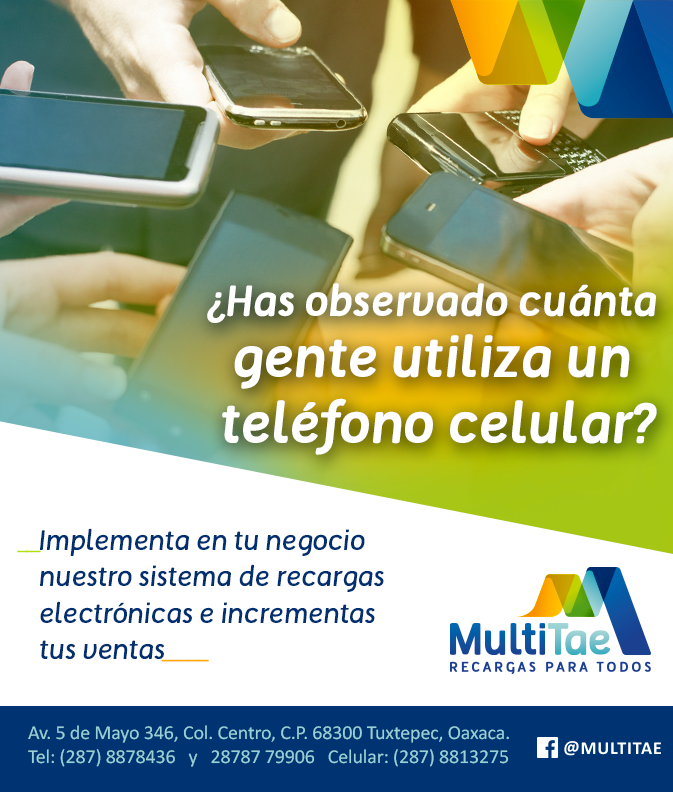 ¿Has observado cuánta
gente utiliza un
teléfono celular?
Implementa en tu negocio
nuestro sistema de recargas
electrónicas e incrementas
tus ventas
MultiTae
RECARGAS PARA TODOS
Av. 5 de Mayo 346, Col. Centro, C.P. 68300 Tuxtepec, Oaxaca.
Tel: (287) 8878436 y 28787 79906 Celular: (287) 8813275
@MULTITAE